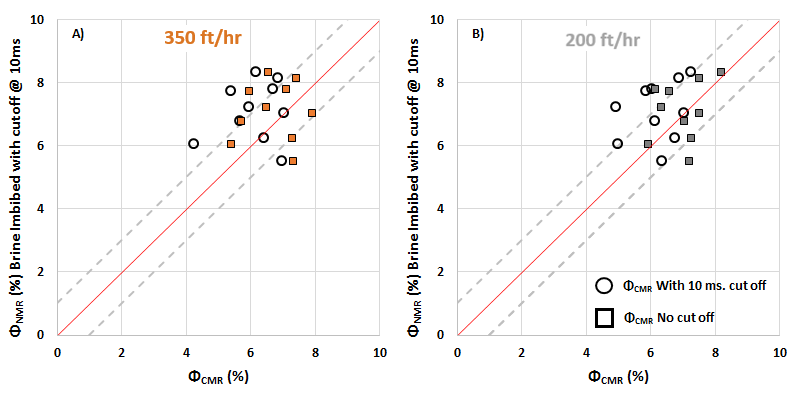 A)
350 ft/hr
ΦNMR (%) Brine Imbibed with cutoff @ 10ms
10
8
6
4
2
0
0 2 4 6 8 10
ΦCMR (%)
B)
200 ft/hr
ΦNMR (%) Brine Imbibed with cutoff @ 10ms
10
8
6
4
2
0
ΦCMR With 10 ms. cut off
ΦCMR No cut off
0 2 4 6 8 10
ΦCMR (%)